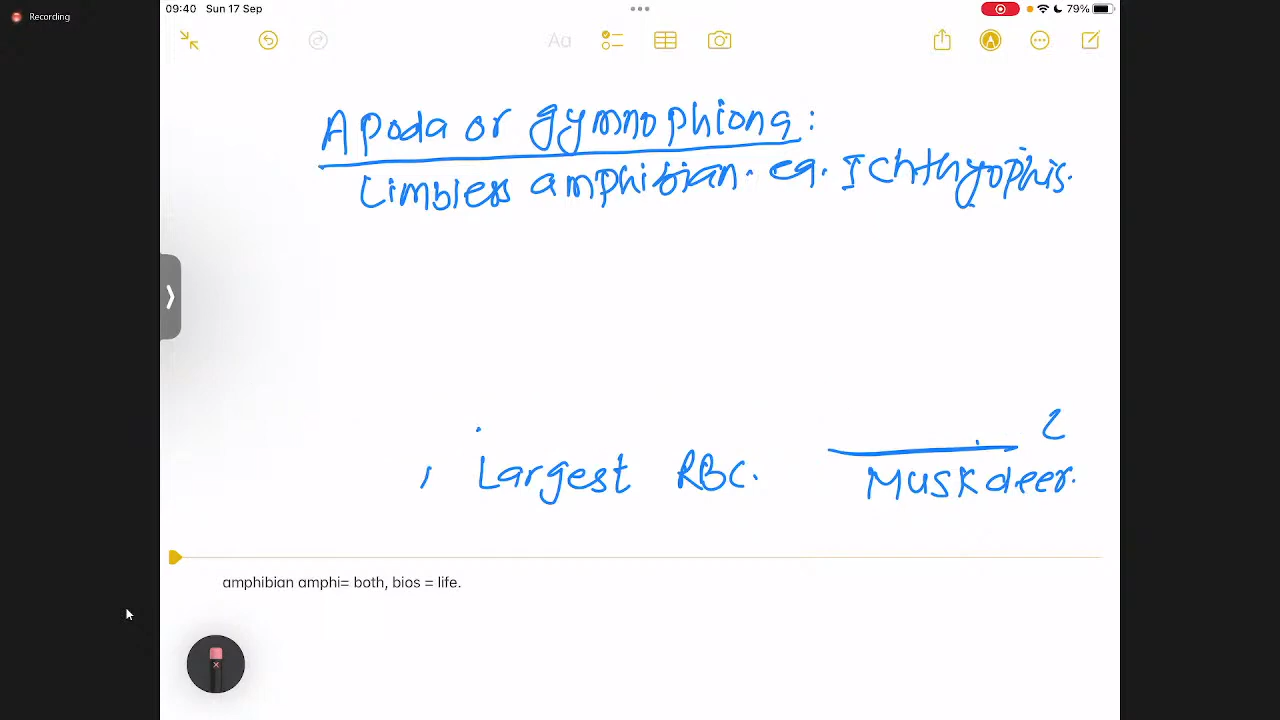 Recording
09:40 Sun 17 Sep
79%
Aa
Apoda or gymnophiona:
Limbless amphibian. eg. Ichthyophis.
2
, Largest RBC. Muskdeer.
amphibian amphi= both, bios = life.